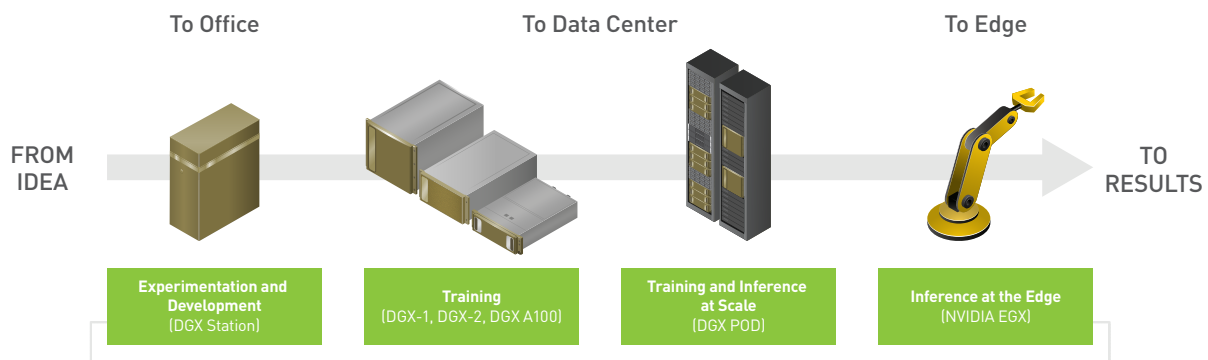 To Office
To Data Center
To Edge
FROM
IDEA
TO
RESULTS
Experimentation and
Development
(DGX Station)
Training
(DGX-1, DGX-2, DGX A100)
Training and Inference
at Scale
(DGX POD)
Inference at the Edge
(NVIDIA EGX)